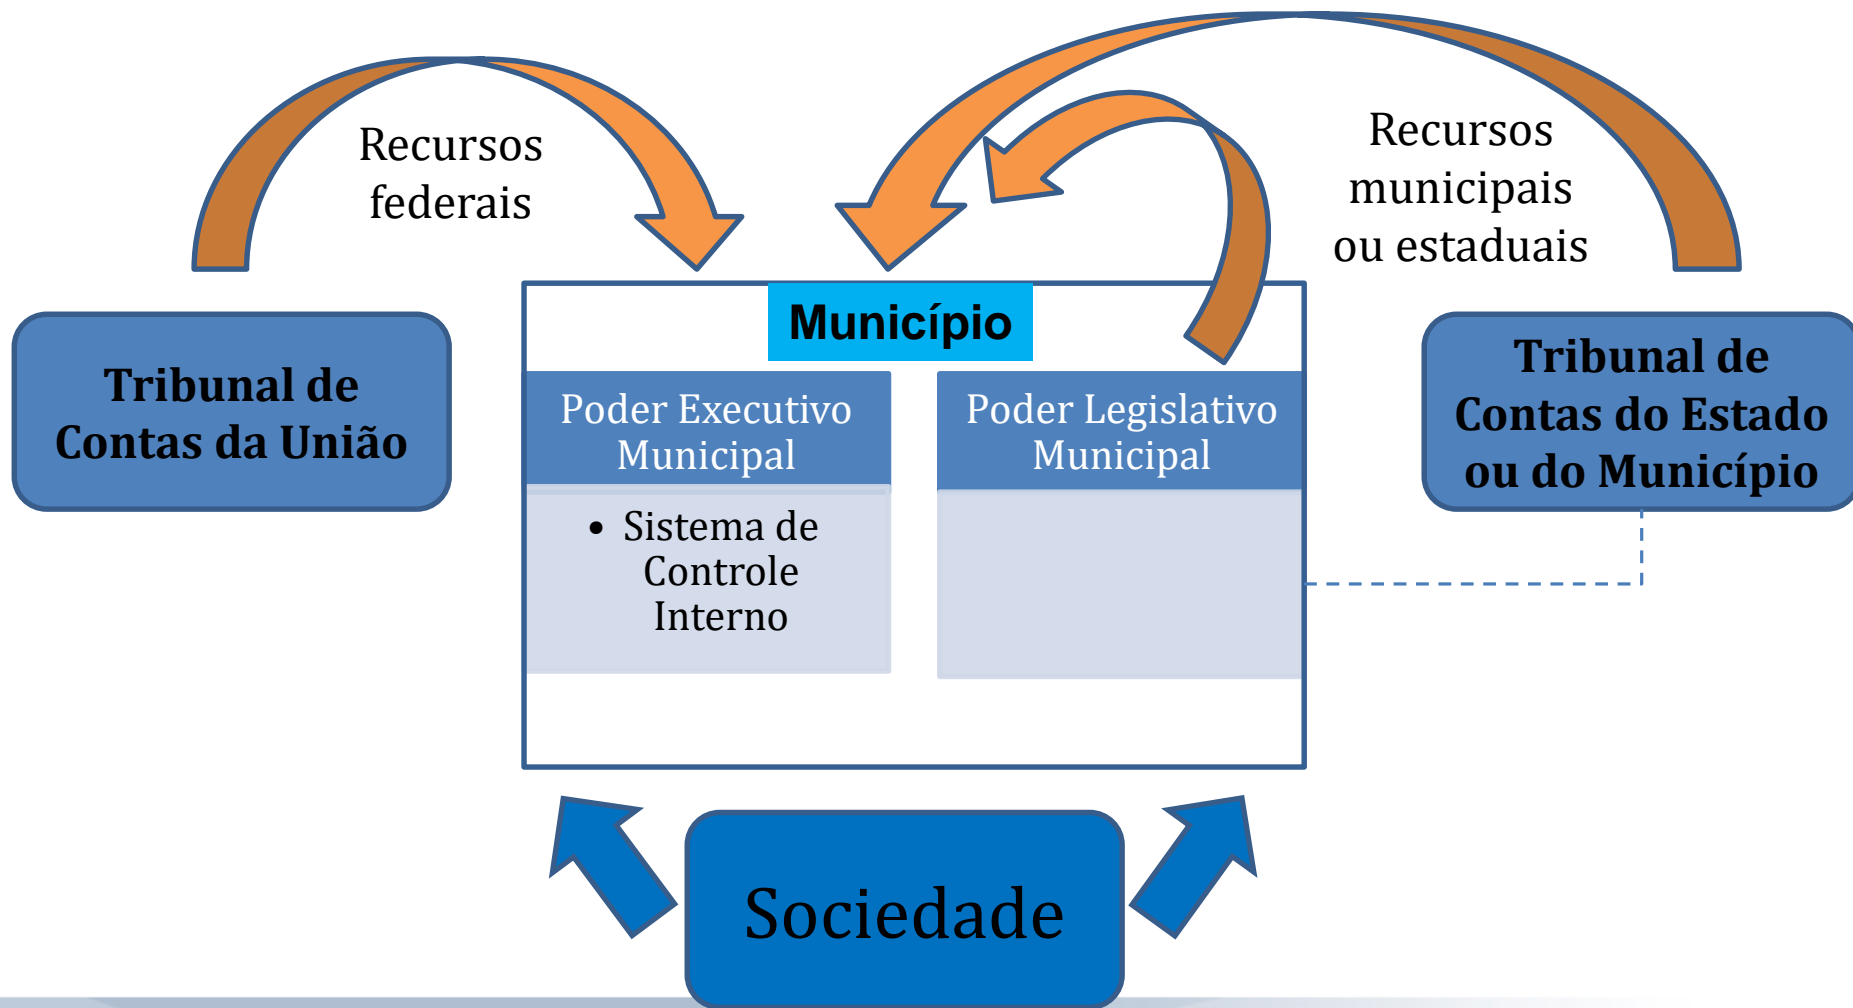 Recursos
federais
Recursos
municipais
ou estaduais
Município
Tribunal de
Contas da União
Poder Executivo
Municipal
• Sistema de
Controle
Interno
Poder Legislativo
Municipal
Tribunal de
Contas do Estado
ou do Município
Sociedade